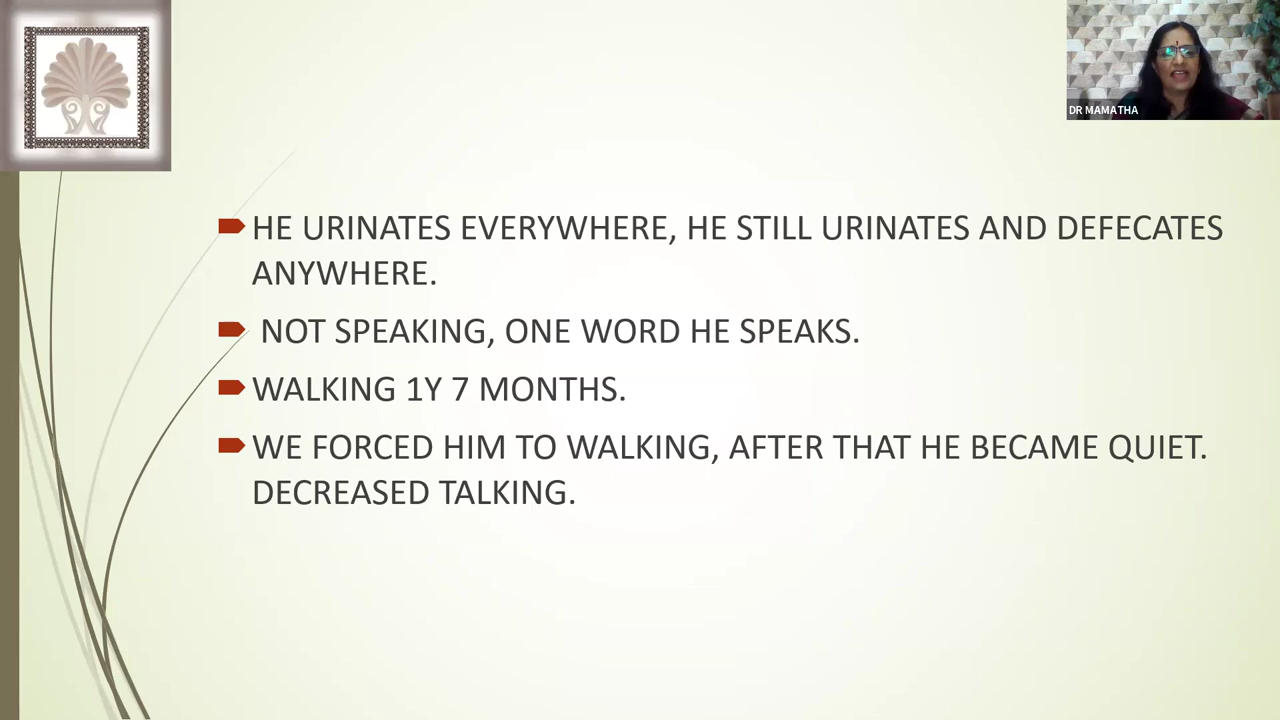 DR MAMATHA
HE URINATES EVERYWHERE, HE STILL URINATES AND DEFECATES
ANYWHERE.
NOT SPEAKING, ONE WORD HE SPEAKS.
WALKING 1Y 7 MONTHS.
WE FORCED HIM TO WALKING, AFTER THAT HE BECAME QUIET.
DECREASED TALKING.